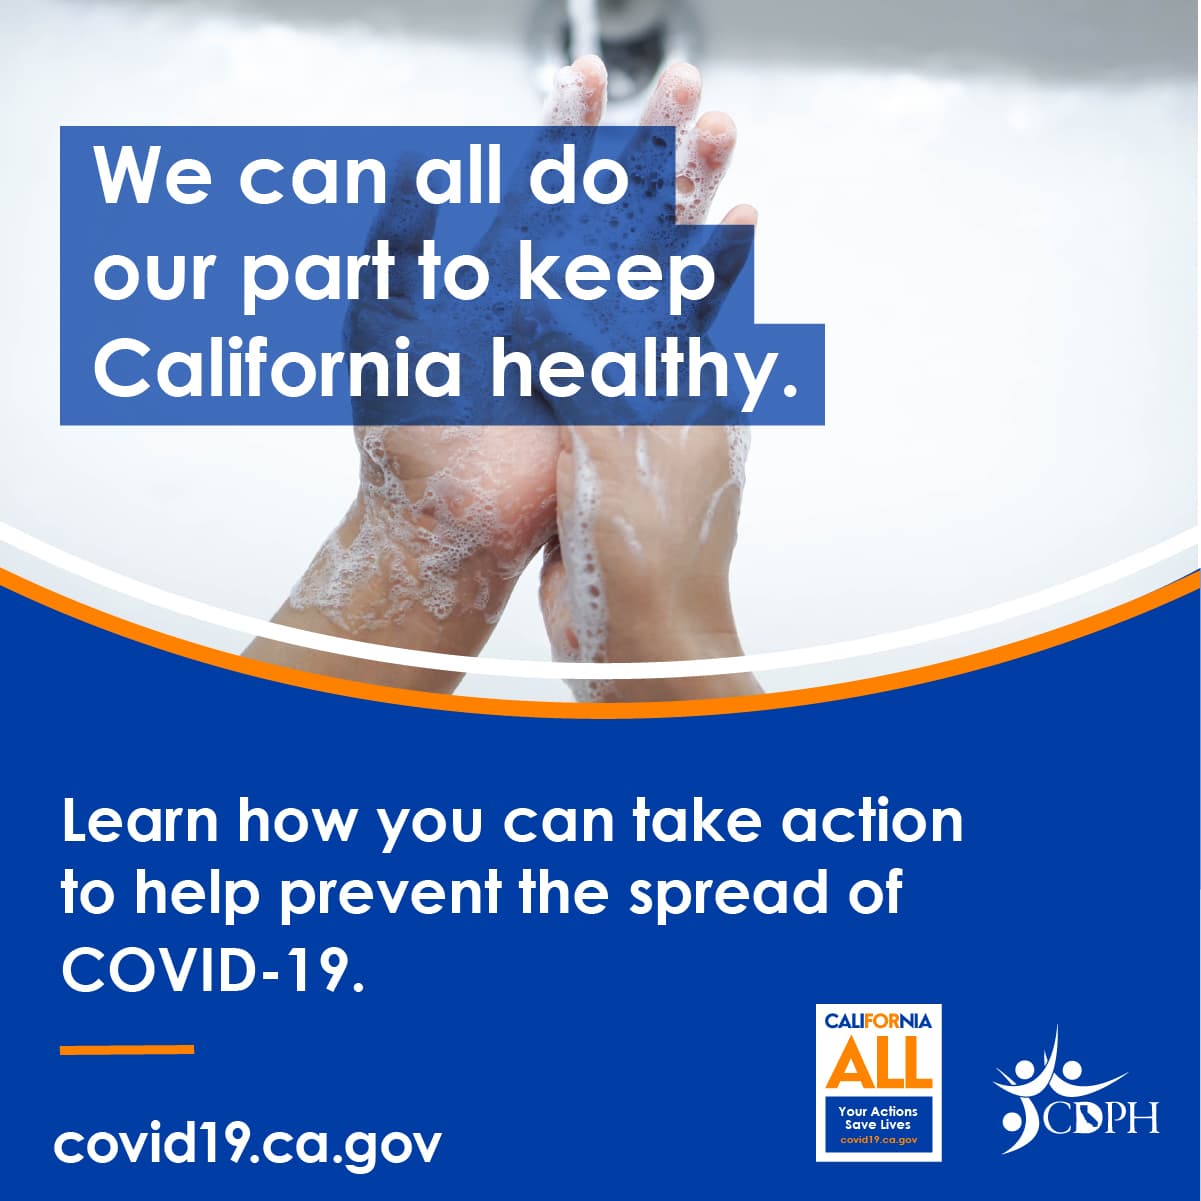 We can all do
our part to keep
California healthy.
Learn how you can take action
to help prevent the spread of
COVID-19.
covid19.ca.gov
CALIFORNIA
ALL
Your Actions
Save Lives
covid19.ca.gov
CDPH